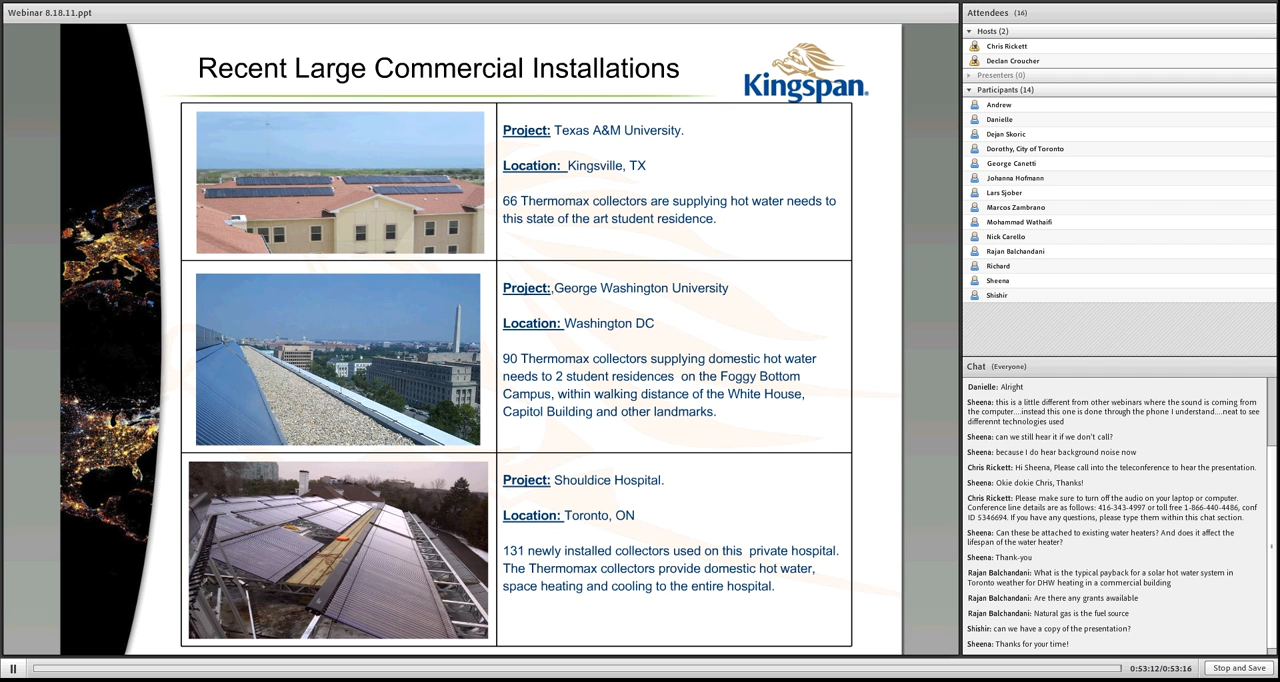 Webinar 8.18.11.ppt
Recent Large Commercial Installations
Kingspan.
Project: Texas A&M University.
Location: Kingsville, TX
66 Thermomax collectors are supplying hot water needs to
this state of the art student residence.
Project:,George Washington University
Location: Washington DC
90 Thermomax collectors supplying domestic hot water
needs to 2 student residences on the Foggy Bottom
Campus, within walking distance of the White House,
Capitol Building and other landmarks.
Project: Shouldice Hospital.
Location: Toronto, ON
131 newly installed collectors used on this private hospital.
The Thermomax collectors provide domestic hot water,
space heating and cooling to the entire hospital.
Attendees (16)
Hosts (2)
Chris Rickett
Declan Croucher
Presenters (0)
Participants (14)
Andrew
Danielle
Dejan Skoric
Dorothy, City of Toronto
George Canetti
Johanna Hofmann
Lars Sjober
Marcos Zambrano
Mohammad Wathaifi
Nick Carello
Rajan Balchandani
Richard
Sheena
Shishir
Chat (Everyone)
Danielle: Alright
Sheena: this is a little different from other webinars where the sound is coming from
the computer....instead this one is done through the phone I understand....neat to see
differennt technologies used
Sheena: can we still hear it if we don't call?
Sheena: because I do hear background noise now
Chris Rickett: Hi Sheena, Please call into the teleconference to hear the presentation.
Sheena: Okie dokie Chris, Thanks!
Chris Rickett: Please make sure to turn off the audio on your laptop or computer.
Conference line details are as follows: 416-343-4997 or toll free 1-866-440-4486, conf
ID 5346694. If you have any questions, please type them within this chat section.
Sheena: Can these be attached to existing water heaters? And does it affect the
lifespan of the water heater?
Sheena: Thank-you
Rajan Balchandani: What is the typical payback for a solar hot water system in
Toronto weather for DHW heating in a commercial building
Rajan Balchandani: Are there any grants available
Rajan Balchandani: Natural gas is the fuel source
Shishir: can we have a copy of the presentation?
Sheena: Thanks for your time!
0:53:12/0:53:16
Stop and Save